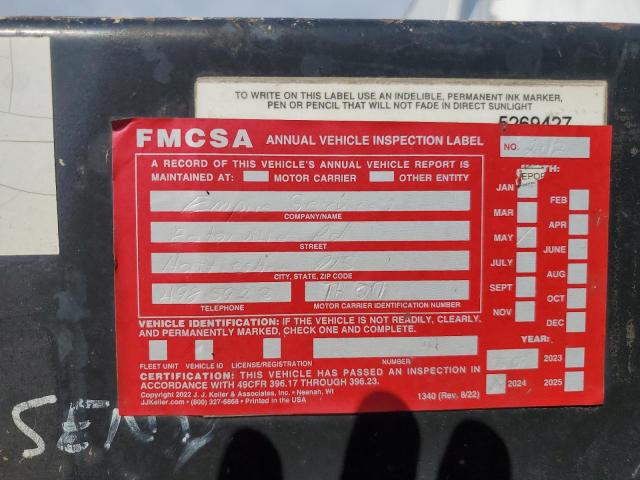 TO WRITE ON THIS LABEL USE AN INDELIBLE, PERMANENT INK MARKER,
PEN OR PENCIL THAT WILL NOT FADE IN DIRECT SUNLIGHT
5269427
FMCSA ANNUAL VEHICLE INSPECTION LABEL
NO.
A RECORD OF THIS VEHICLE'S ANNUAL VEHICLE REPORT IS
MAINTAINED AT: MOTOR CARRIER OTHER ENTITY
COMPANY/NAME
STREET
CITY, STATE, ZIP CODE
TELEPHONE MOTOR CARRIER IDENTIFICATION NUMBER
JAN FEB
MAR APR
MAY JUNE
JULY AUG
SEPT OCT
NOV DEC
VEHICLE IDENTIFICATION: IF THE VEHICLE IS NOT READILY, CLEARLY,
AND PERMANENTLY MARKED, CHECK ONE AND COMPLETE.
FLEET UNIT VEHICLE ID LICENSE/REGISTRATION NUMBER
YEAR:
2023
2024 2025
CERTIFICATION: THIS VEHICLE HAS PASSED AN INSPECTION IN
ACCORDANCE WITH 49CFR 396.17 THROUGH 396.23.
Copyright 2022 J. J. Keller & Associates, Inc. • Neenah, WI
JJKeller.com • (800) 327-6868 • Printed in the USA
1340 (Rev. 8/22)